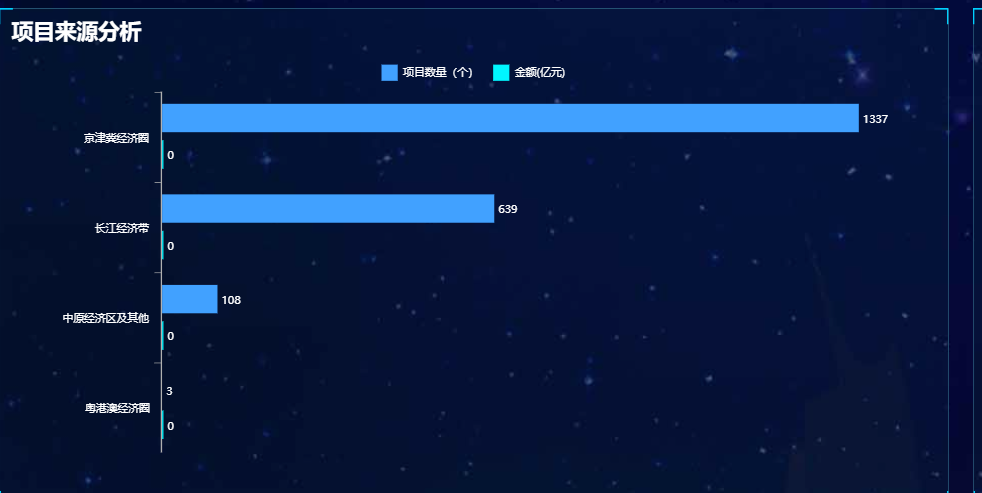 项目来源分析
项目数量（个） 金额(亿元)
1337
京津冀经济圈
0
639
长江经济带
0
108
中原经济区及其他
0
3
粤港澳经济圈
0